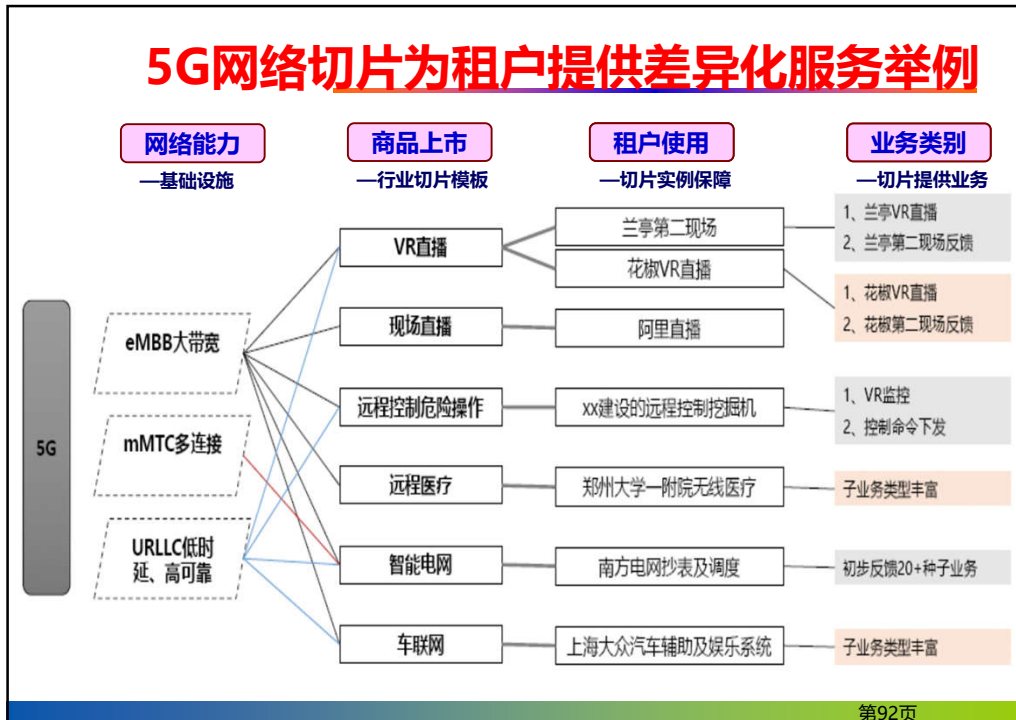 5G网络切片为租户提供差异化服务举例
网络能力
—基础设施
商品上市
—行业切片模板
租户使用
—切片实例保障
业务类别
—切片提供业务
5G
eMBB大带宽
mMTC多连接
URLLC低时
延、高可靠
VR直播
现场直播
远程控制危险操作
远程医疗
智能电网
车联网
兰亭第二现场
花椒VR直播
阿里直播
xx建设的远程控制挖掘机
郑州大学一附院无线医疗
南方电网抄表及调度
上海大众汽车辅助及娱乐系统
1、兰亭VR直播
2、兰亭第二现场反馈
1、花椒VR直播
2、花椒第二现场反馈
1、VR监控
2、控制命令下发
子业务类型丰富
初步反馈20+种子业务
子业务类型丰富
第92页